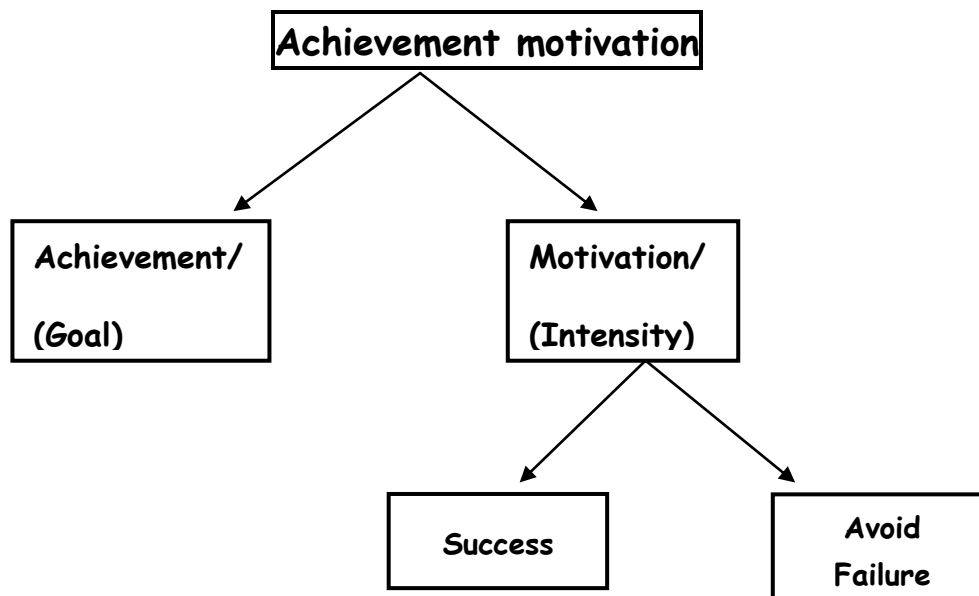 Achievement motivation
Achievement/
(Goal)
Motivation/
(Intensity)
Success
Avoid
Failure